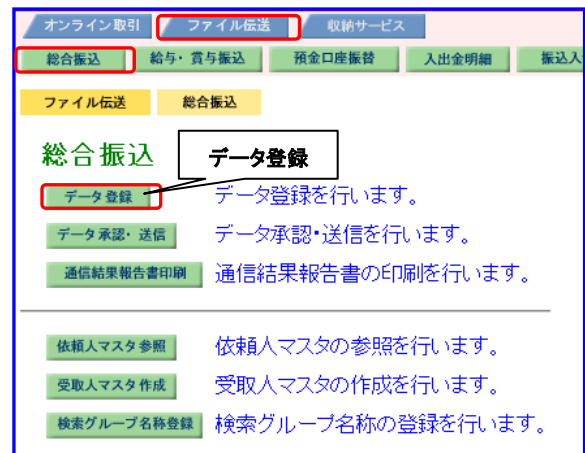 オンライン取引 ファイル伝送 収納サービス
総合振込 給与・賞与振込 預金口座振替 入出金明細 振込入
ファイル伝送 総合振込
総合振込 データ登録
データ登録 データ登録を行います。
データ承認・送信 データ承認・送信を行います。
通信結果報告書印刷 通信結果報告書の印刷を行います。
依頼人マスタ参照 依頼人マスタの参照を行います。
受取人マスタ作成 受取人マスタの作成を行います。
検索グループ名称登録 検索グループ名称の登録を行います。